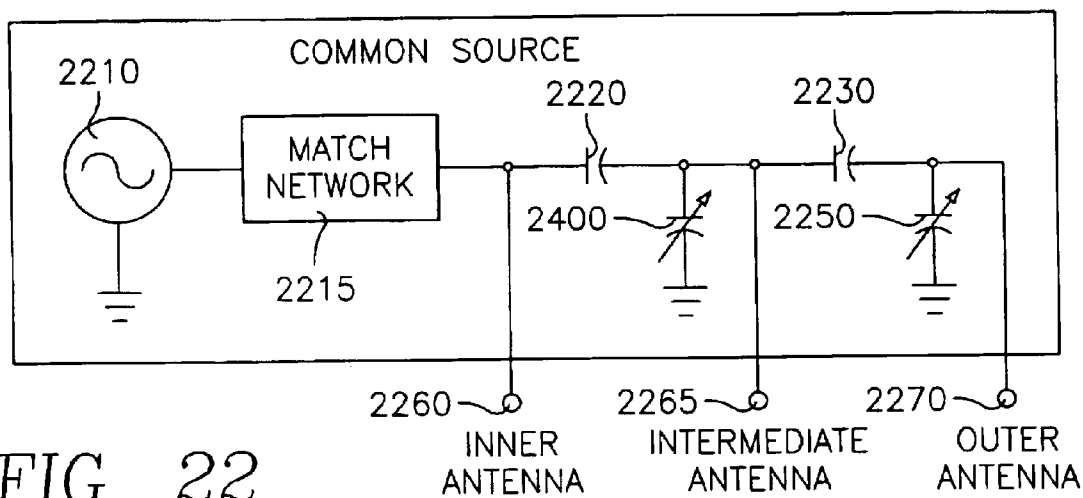 COMMON SOURCE
2210
2220
2230
MATCH
NETWORK
2400
2250
2215
2260
2265
2270
INNER
ANTENNA
INTERMEDIATE
ANTENNA
OUTER
ANTENNA
FIG. 22